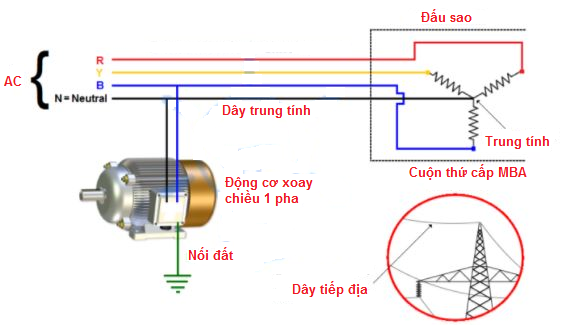 Đấu sao
AC
R
Y
B
N = Neutral
Dây trung tính
Trung tính
Cuộn thứ cấp MBA
Động cơ xoay
chiều 1 pha
Nối đất
Dây tiếp địa